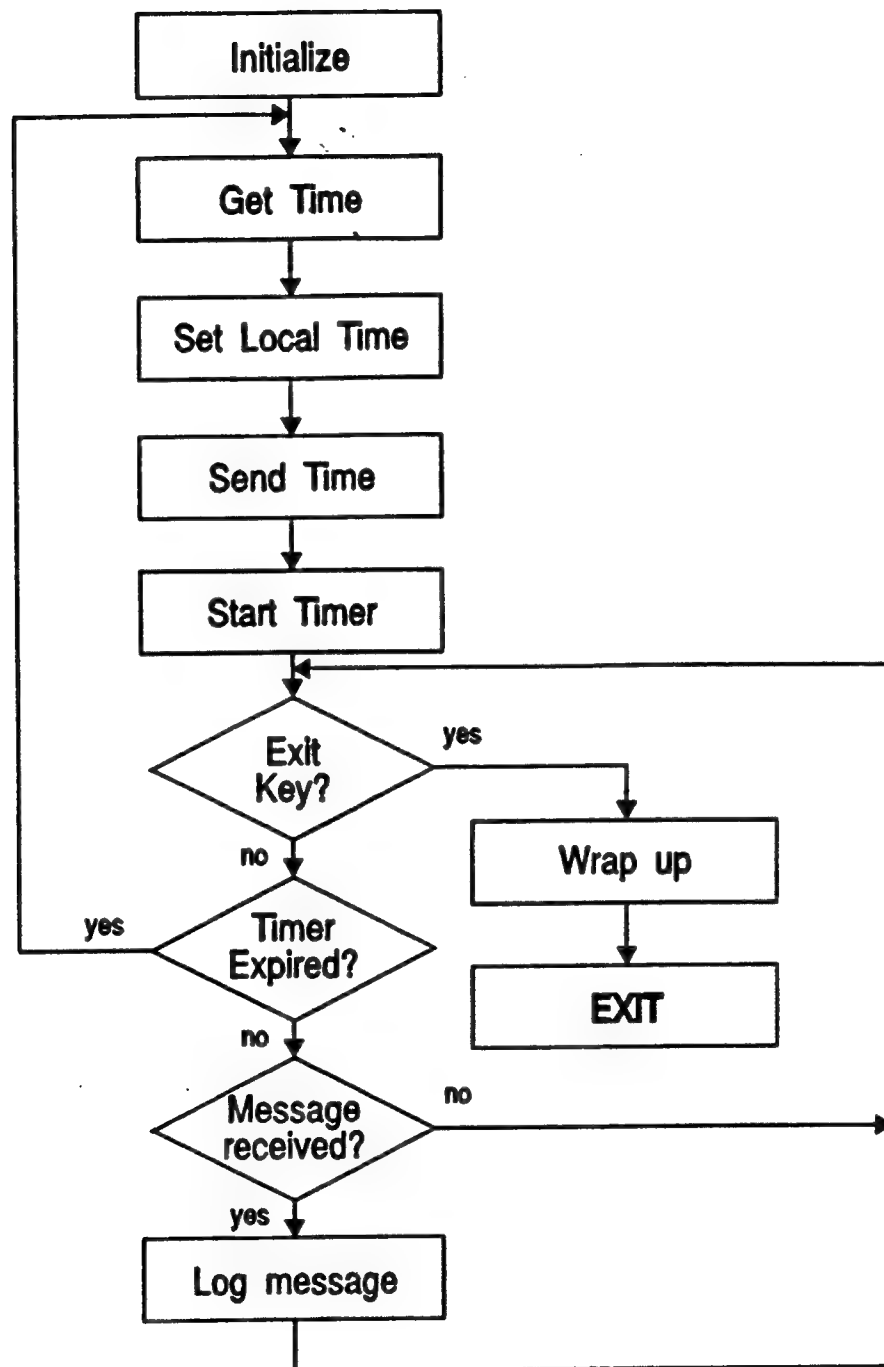 Initialize
Get Time
Set Local Time
Send Time
Start Timer
Exit
Key?
yes
no
Wrap up
EXIT
Timer
Expired?
yes
no
Message
received?
no
yes
Log message